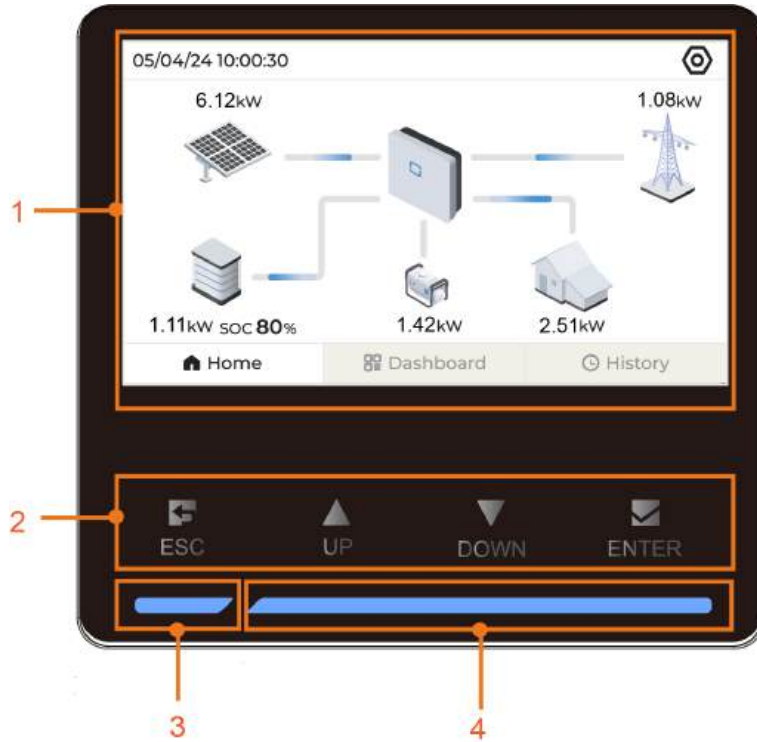 05/04/24 10:00:30
6.12kW
1.08kW
1
1.11kW SOC 80%
1.42kW
2.51kW
Home
Dashboard
History
2
ESC
UP
DOWN
ENTER
3
4